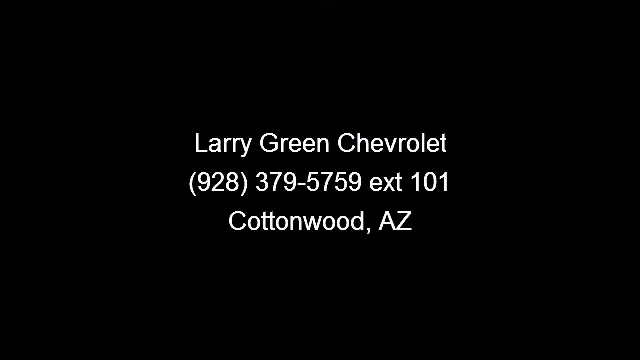 Larry Green Chevrolet
(928) 379-5759 ext 101
Cottonwood, AZ